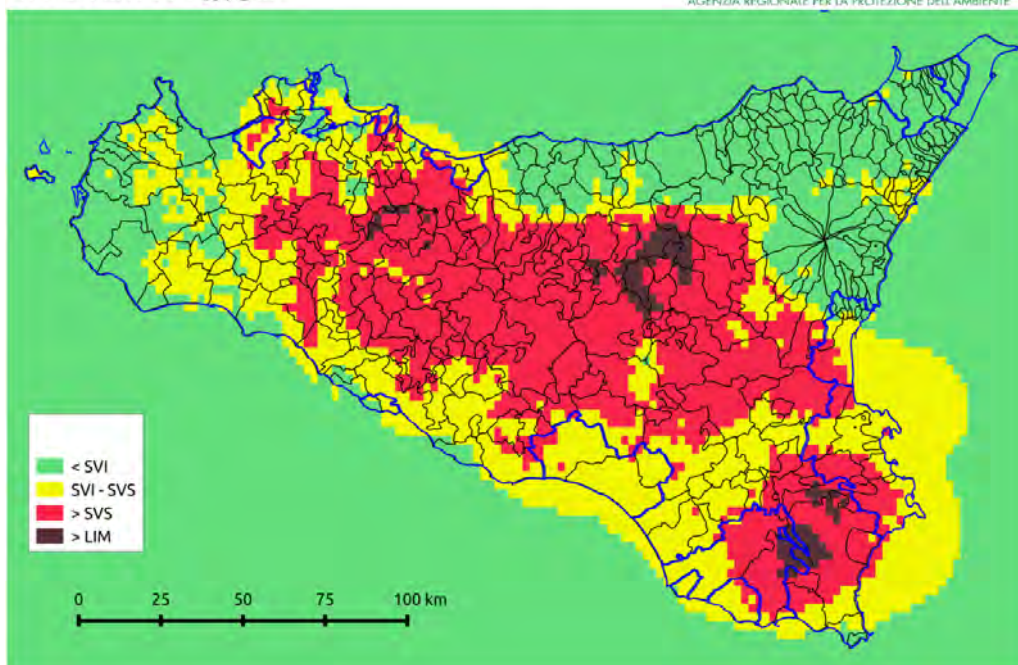 AGENZIA REGIONALE PER LA PROTEZIONE DELL'AMBIENTE
< SVI
SVI - SVS
> SVS
> LIM
0 25 50 75 100 km